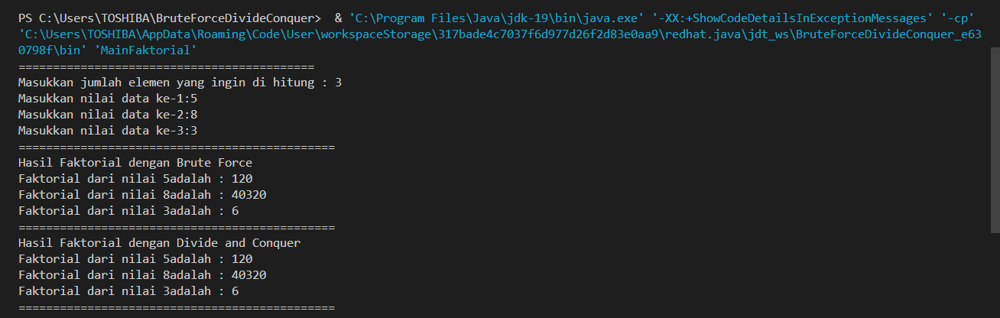 PS C:\Users\TOSHIBA\BruteForceDivideConquer>  & 'C:\Program Files\Java\jdk-19\bin\java.exe' '-XX:+ShowCodeDetailsInExceptionMessages' '-cp'
'C:\Users\TOSHIBA\AppData\Roaming\Code\User\workspaceStorage\317bade4c7037f6d977d26f2d83e0aa9\redhat.java\jdt_ws\BruteForceDivideConquer_e63
0798f\bin' 'MainFaktorial'
===========================================
Masukkan jumlah elemen yang ingin di hitung : 3
Masukkan nilai data ke-1:5
Masukkan nilai data ke-2:8
Masukkan nilai data ke-3:3
==============================================
Hasil Faktorial dengan Brute Force
Faktorial dari nilai 5adalah : 120
Faktorial dari nilai 8adalah : 40320
Faktorial dari nilai 3adalah : 6
==============================================
Hasil Faktorial dengan Divide and Conquer
Faktorial dari nilai 5adalah : 120
Faktorial dari nilai 8adalah : 40320
Faktorial dari nilai 3adalah : 6
==============================================